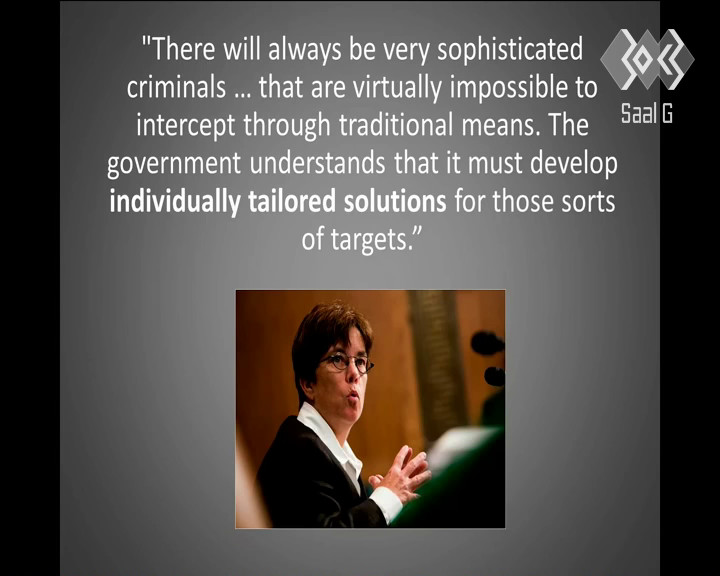 "There will always be very sophisticated
criminals ... that are virtually impossible to
intercept through traditional means. The
government understands that it must develop
individually tailored solutions for those sorts
of targets.”
Saal G